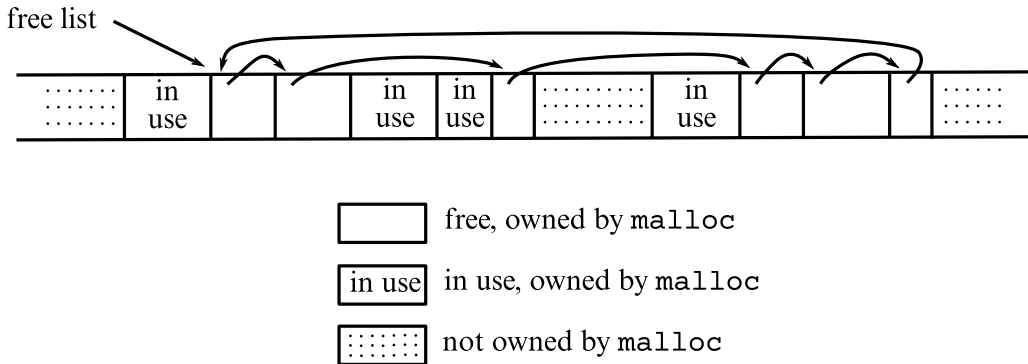 free list
in use
in use
in use
in use
free, owned by malloc
in use
in use, owned by malloc
not owned by malloc